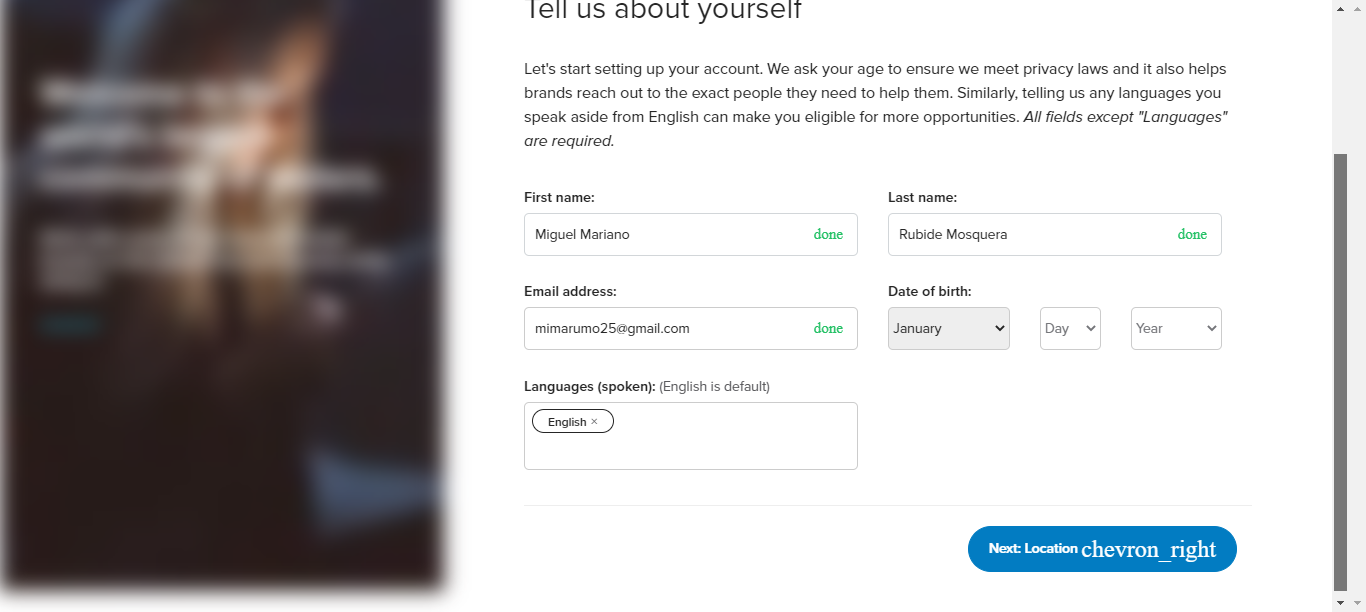 Tell us about yourself
Let's start setting up your account. We ask your age to ensure we meet privacy laws and it also helps
brands reach out to the exact people they need to help them. Similarly, telling us any languages you
speak aside from English can make you eligible for more opportunities. All fields except "Languages"
are required.
First name:
Last name:
Miguel Mariano done
Rubide Mosquera done
Email address:
Date of birth:
mimarumo25@gmail.com done
January
Day
Year
Languages (spoken): (English is default)
English ×
Next: Location chevron_right